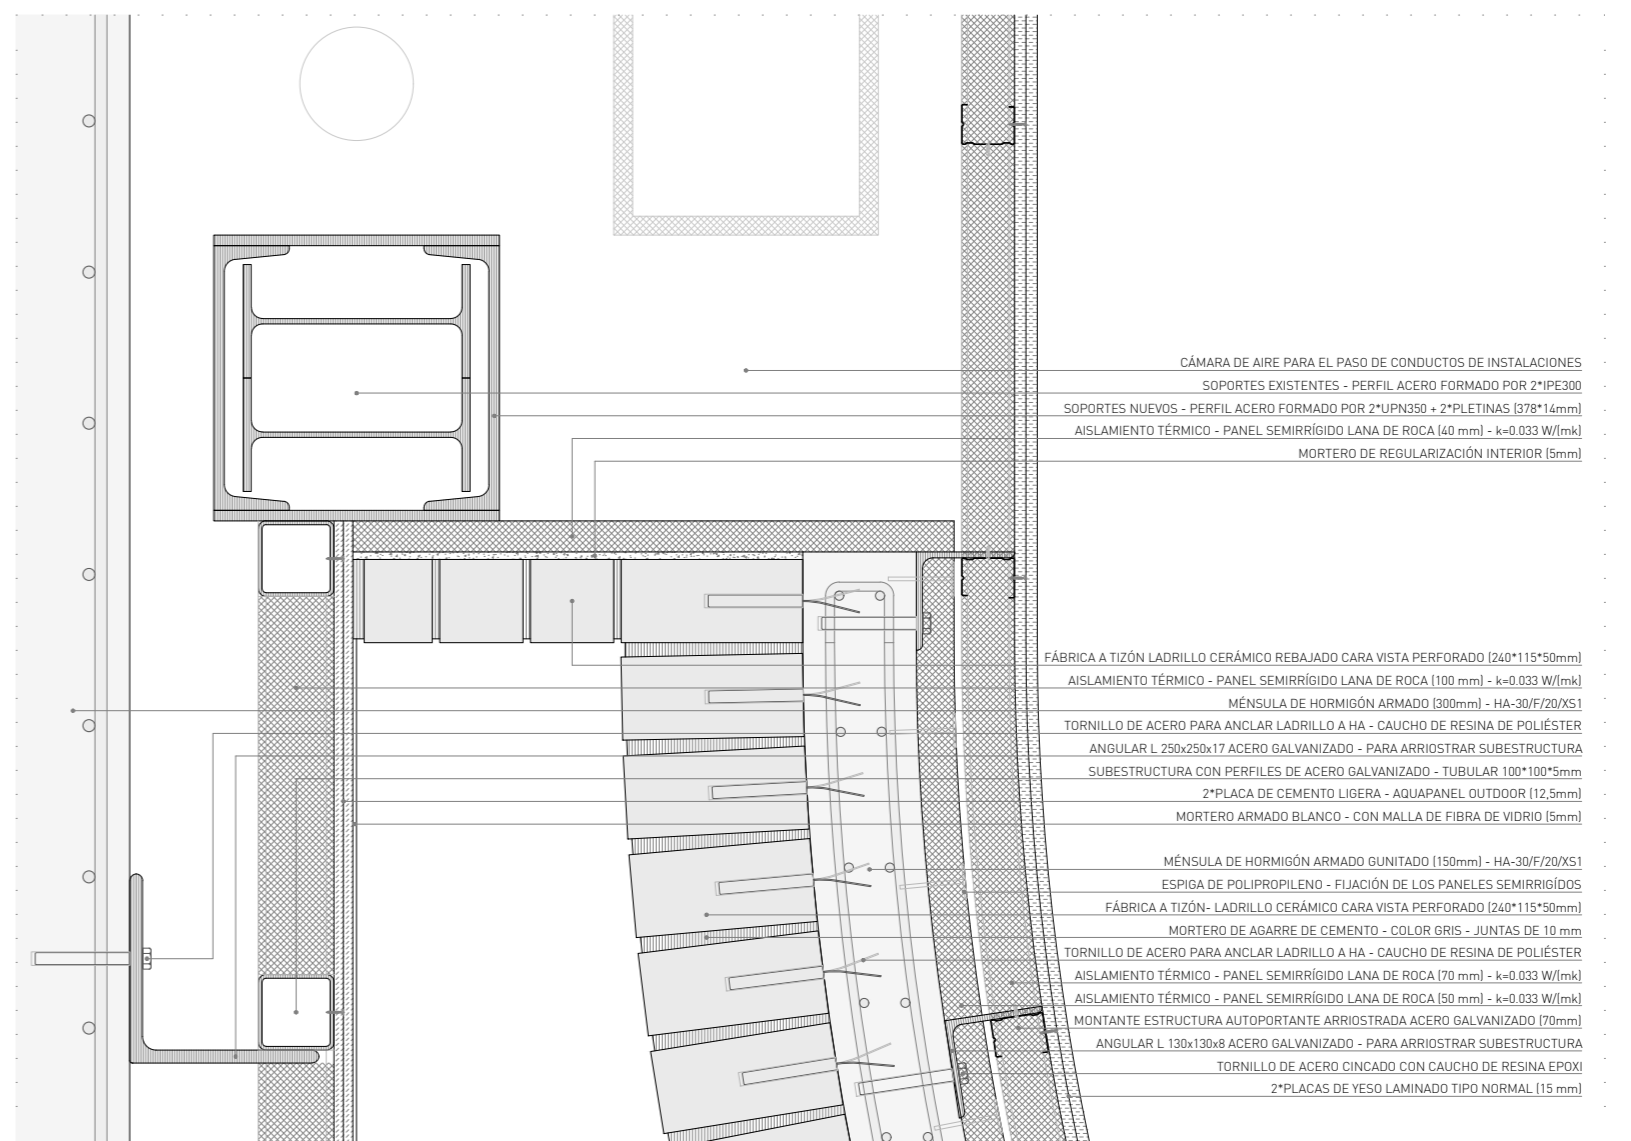 CÁMARA DE AIRE PARA EL PASO DE CONDUCTOS DE INSTALACIONES
SOPORTES EXISTENTES - PERFIL ACERO FORMADO POR 2*IPE300
SOPORTES NUEVOS - PERFIL ACERO FORMADO POR 2*UPN350 + 2*PLETINAS (378*14mm)
AISLAMIENTO TÉRMICO - PANEL SEMIRRÍGIDO LANA DE ROCA (40 mm) - k=0.033 W/(mk)
MORTERO DE REGULARIZACIÓN INTERIOR (5mm)
FÁBRICA A TIZÓN LADRILLO CERÁMICO REBAJADO CARA VISTA PERFORADO (240*115*50mm)
AISLAMIENTO TÉRMICO - PANEL SEMIRRÍGIDO LANA DE ROCA (100 mm) - k=0.033 W/(mk)
MÉNSULA DE HORMIGÓN ARMADO (300mm) - HA-30/F/20/XS1
TORNILLO DE ACERO PARA ANCLAR LADRILLO A HA - CAUCHO DE RESINA DE POLIÉSTER
ANGULAR L 250x250x17 ACERO GALVANIZADO - PARA ARRIOSTRAR SUBESTRUCTURA
SUBESTRUCTURA CON PERFILES DE ACERO GALVANIZADO - TUBULAR 100*100*5mm
2*PLACA DE CEMENTO LIGERA - AQUAPANEL OUTDOOR (12,5mm)
MORTERO ARMADO BLANCO - CON MALLA DE FIBRA DE VIDRIO (5mm)
MÉNSULA DE HORMIGÓN ARMADO GUNITADO (150mm) - HA-30/F/20/XS1
ESPIGA DE POLIPROPILENO - FIJACIÓN DE LOS PANELES SEMIRRIGÍDOS
FÁBRICA A TIZÓN- LADRILLO CERÁMICO CARA VISTA PERFORADO (240*115*50mm)
MORTERO DE AGARRE DE CEMENTO - COLOR GRIS - JUNTAS DE 10 mm
TORNILLO DE ACERO PARA ANCLAR LADRILLO A HA - CAUCHO DE RESINA DE POLIÉSTER
AISLAMIENTO TÉRMICO - PANEL SEMIRRÍGIDO LANA DE ROCA (70 mm) - k=0.033 W/(mk)
AISLAMIENTO TÉRMICO - PANEL SEMIRRÍGIDO LANA DE ROCA (50 mm) - k=0.033 W/(mk)
MONTANTE ESTRUCTURA AUTOPORTANTE ARRIOSTRADA ACERO GALVANIZADO (70mm)
ANGULAR L 130x130x8 ACERO GALVANIZADO - PARA ARRIOSTRAR SUBESTRUCTURA
TORNILLO DE ACERO CINCADO CON CAUCHO DE RESINA EPOXI
2*PLACAS DE YESO LAMINADO TIPO NORMAL (15 mm)